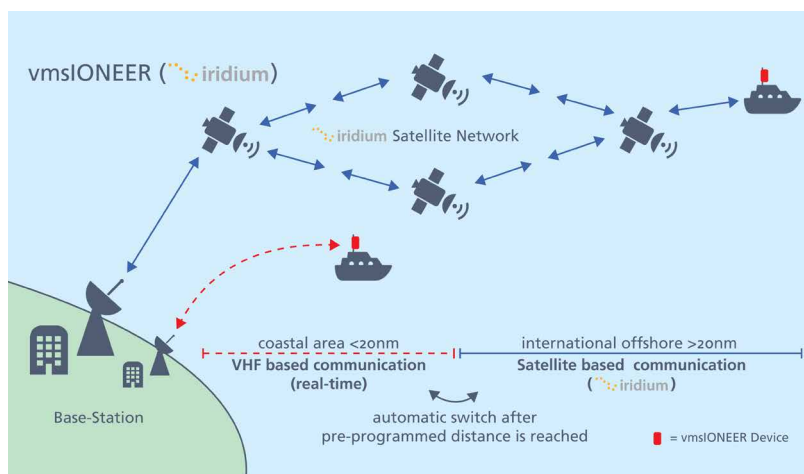 vmsIONEER ( iridium )
iridium Satellite Network
coastal area <20nm
VHF based communication
(real-time)
international offshore >20nm
Satellite based communication
( iridium )
automatic switch after
pre-programmed distance is reached
Base-Station
= vmsIONEER Device